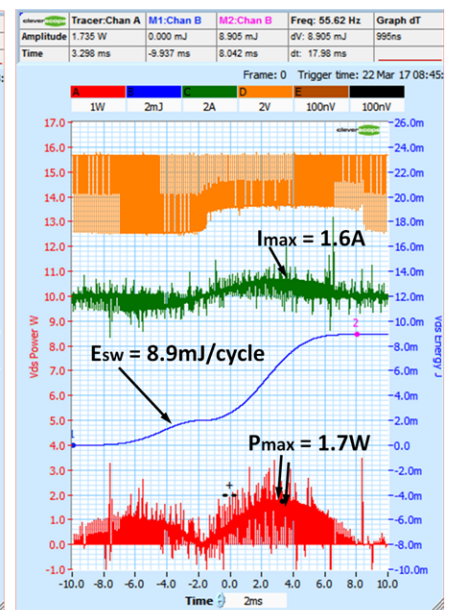 cleverscope Tracer:Chan A M1:Chan B M2:Chan B Freq: 55.62 Hz Graph dT
Amplitude 1.735 W 0.000 mJ 8.905 mJ dV: 8.905 mJ 995ns
Time 3.298 ms -9.937 ms 8.042 ms dt: 17.98 ms
Frame: 0 Trigger time: 22 Mar 17 08:45:
A B C D E
1W 2mJ 2A 2V 100nV 100nV
cleverscope
17.0 -26.0m
16.0 -24.0m
15.0 -22.0m
14.0 -20.0m
13.0 -18.0m
12.0 -16.0m
Imax = 1.6A
11.0 -14.0m
10.0 -12.0m
9.0 -10.0m
2
8.0 -8.0m
Esw = 8.9mJ/cycle
7.0 -6.0m
6.0 -4.0m
5.0 -2.0m
1
4.0 -0.0
Pmax = 1.7W
3.0 -2.0m
2.0 -4.0m
1.0 -6.0m
0.0 -8.0m
-1.0 -10.0m
Vds Power W
Vds Energy J
-10.0 -8.0 -6.0 -4.0 -2.0 0.0 2.0 4.0 6.0 8.0 10.0
Time 2ms